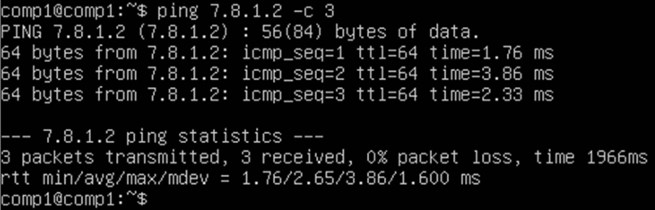 comp1@comp1:~$ ping 7.8.1.2 -c 3
PING 7.8.1.2 (7.8.1.2) : 56(84) bytes of data.
64 bytes from 7.8.1.2: icmp_seq=1 ttl=64 time=1.76 ms
64 bytes from 7.8.1.2: icmp_seq=2 ttl=64 time=3.86 ms
64 bytes from 7.8.1.2: icmp_seq=3 ttl=64 time=2.33 ms
--- 7.8.1.2 ping statistics ---
3 packets transmitted, 3 received, 0% packet loss, time 1966ms
rtt min/avg/max/mdev = 1.76/2.65/3.86/1.600 ms
comp1@comp1:~$